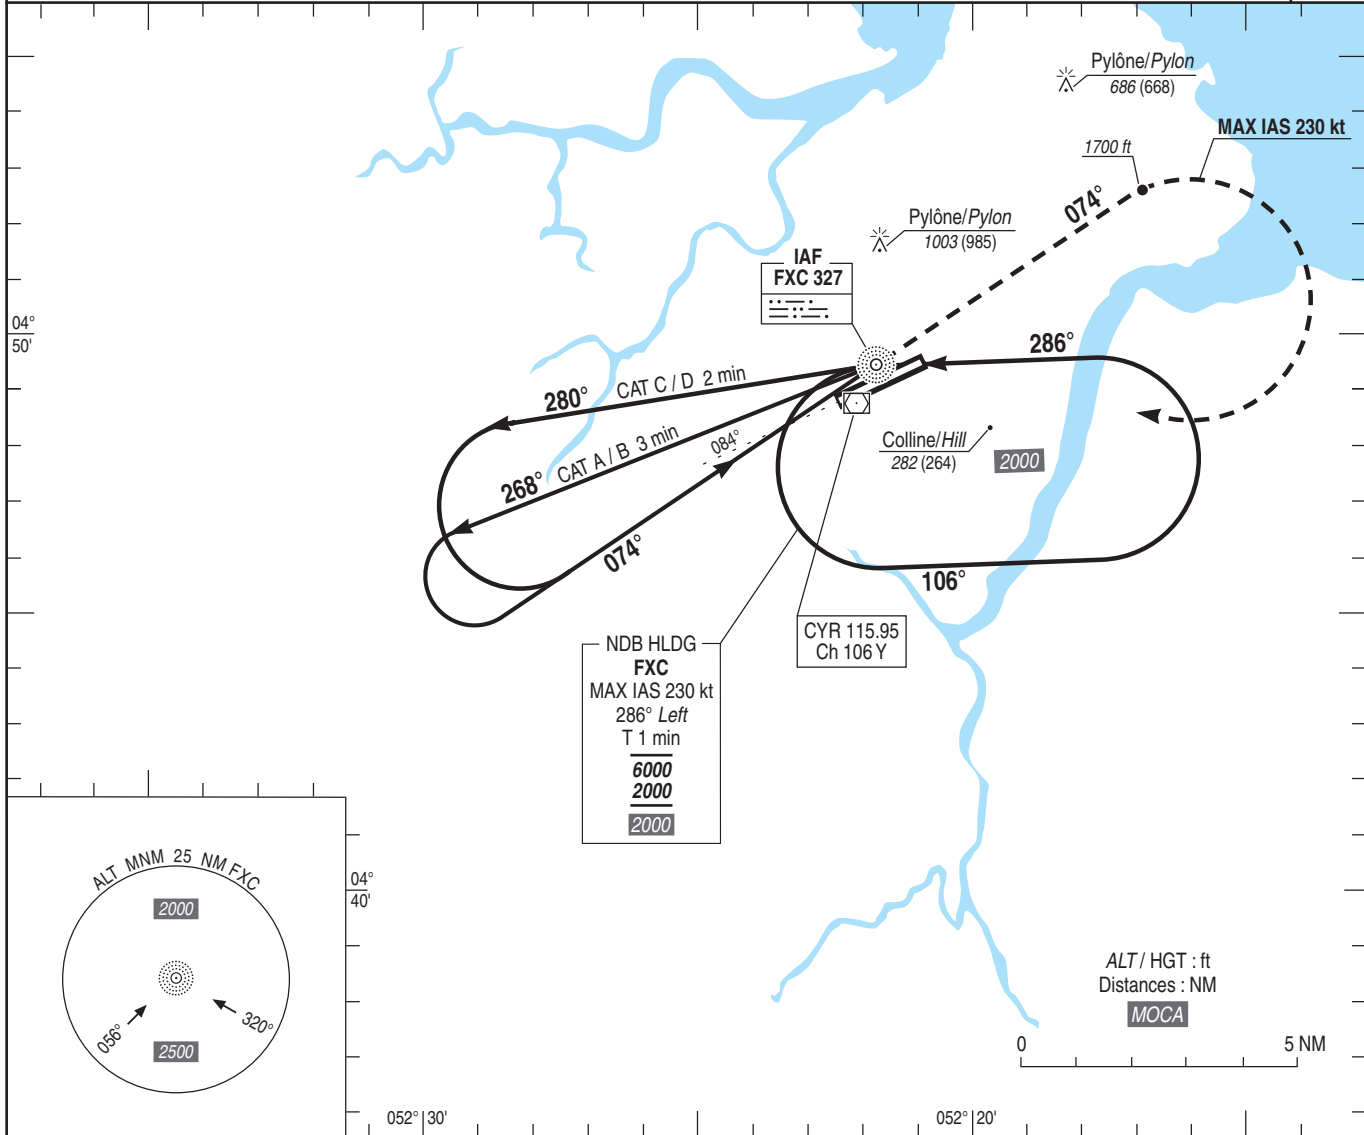 Pylône/Pylon
686 (668)
MAX IAS 230 kt
1700 ft
074°
Pylône/Pylon
1003 (985)
IAF
FXC 327
04°
50'
286°
280°
CAT C / D 2 min
268°
CAT A / B 3 min
084°
074°
Colline/Hill
282 (264)
2000
106°
CYR 115.95
Ch 106 Y
NDB HLDG
FXC
MAX IAS 230 kt
286° Left
T 1 min
6000
2000
2000
ALT MNM 25 NM FXC
2000
056°
320°
2500
04°
40'
ALT / HGT : ft
Distances : NM
MOCA
0
5 NM
052° 30'
052° 20'